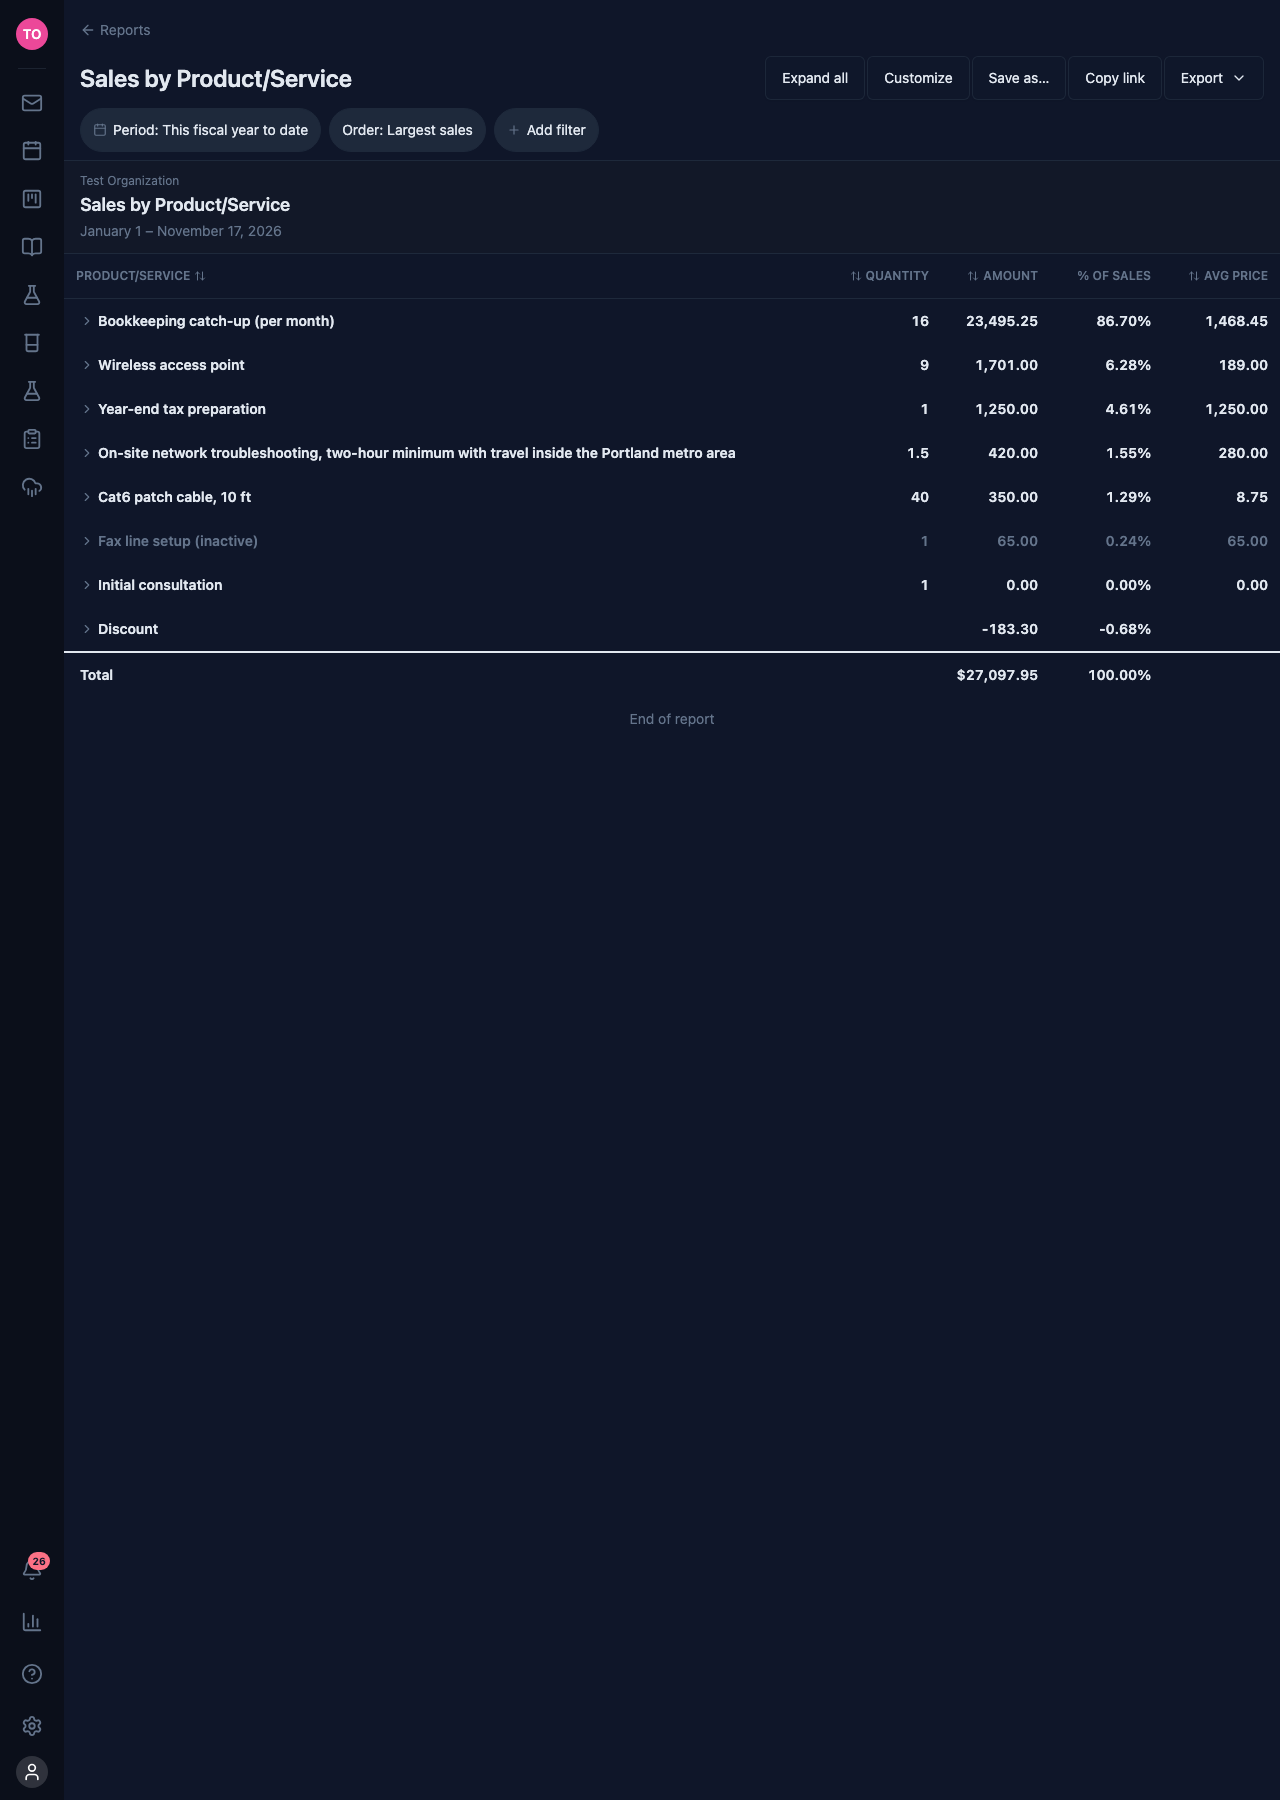 TO
Reports
Sales by Product/Service
Expand all
Customize
Save as...
Copy link
Export
Period: This fiscal year to date
Order: Largest sales
Add filter
Test Organization
Sales by Product/Service
January 1 – November 17, 2026
PRODUCT/SERVICE QUANTITY AMOUNT % OF SALES AVG PRICE
Bookkeeping catch-up (per month) 16 23,495.25 86.70% 1,468.45
Wireless access point 9 1,701.00 6.28% 189.00
Year-end tax preparation 1 1,250.00 4.61% 1,250.00
On-site network troubleshooting, two-hour minimum with travel inside the Portland metro area 1.5 420.00 1.55% 280.00
Cat6 patch cable, 10 ft 40 350.00 1.29% 8.75
Fax line setup (inactive) 1 65.00 0.24% 65.00
Initial consultation 1 0.00 0.00% 0.00
Discount -183.30 -0.68%
Total $27,097.95 100.00%
End of report
26